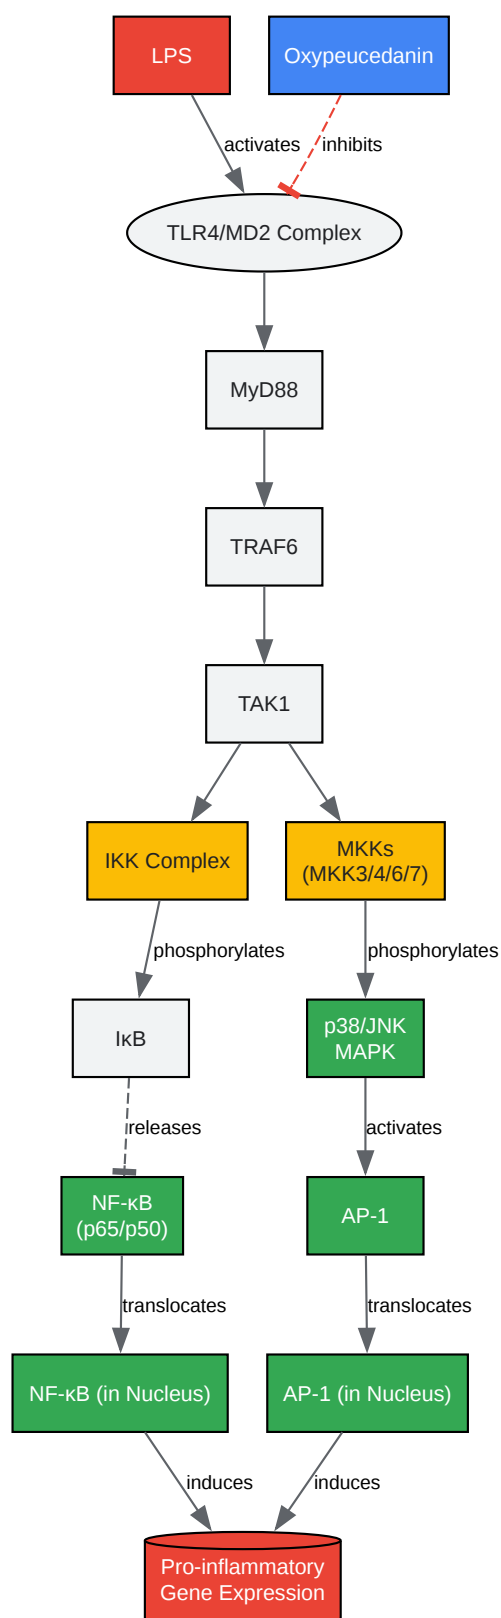 LPS
Oxypeucedanin
activates
inhibits
TLR4/MD2 Complex
MyD88
TRAF6
TAK1
IKK Complex
MKKs
(MKK3/4/6/7)
phosphorylates
phosphorylates
IκB
p38/JNK
MAPK
releases
activates
NF-κB
(p65/p50)
AP-1
translocates
translocates
NF-κB (in Nucleus)
AP-1 (in Nucleus)
induces
induces
Pro-inflammatory
Gene Expression